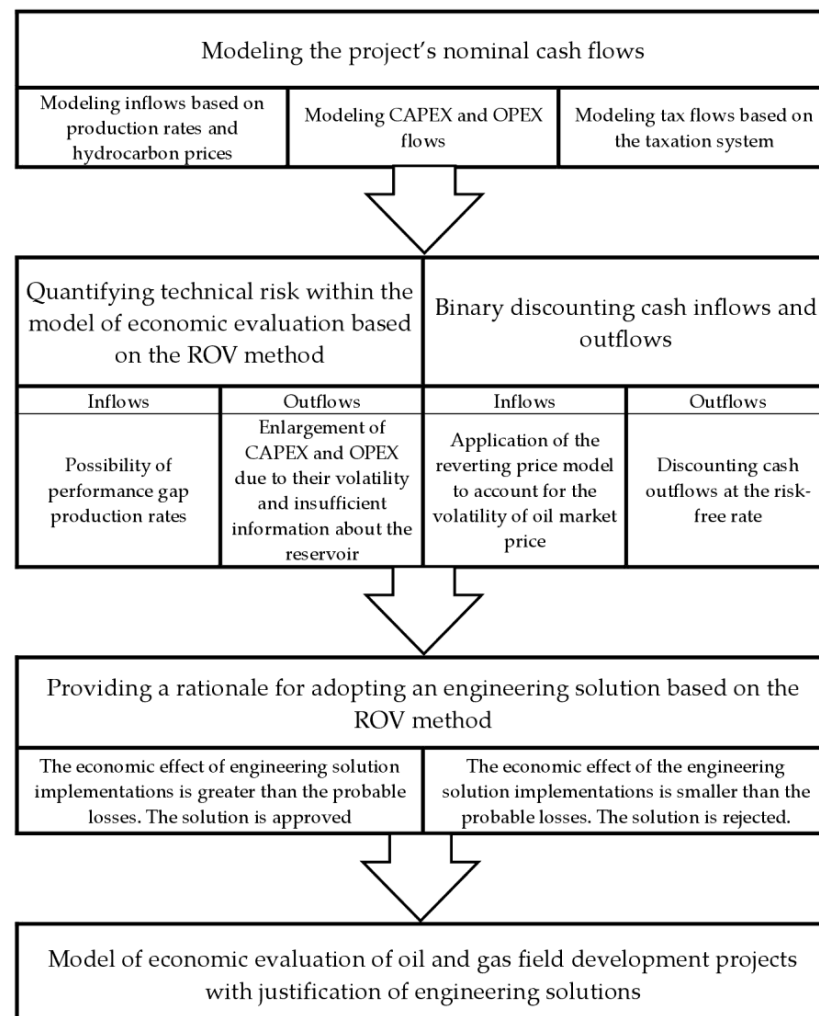 Modeling the project's nominal cash flows
Modeling inflows based on
production rates and
hydrocarbon prices
Modeling CAPEX and OPEX
flows
Modeling tax flows based on
the taxation system
Quantifying technical risk within the
model of economic evaluation based
on the ROV method
Binary discounting cash inflows and
outflows
Inflows
Possibility of
performance gap
production rates
Outflows
Enlargement of
CAPEX and OPEX
due to their volatility
and insufficient
information about the
reservoir
Inflows
Application of the
reverting price model
to account for the
volatility of oil market
price
Outflows
Discounting cash
outflows at the risk-
free rate
Providing a rationale for adopting an engineering solution based on the
ROV method
The economic effect of engineering solution
implementations is greater than the probable
losses. The solution is approved
The economic effect of the engineering
solution implementations is smaller than the
probable losses. The solution is rejected.
Model of economic evaluation of oil and gas field development projects
with justification of engineering solutions